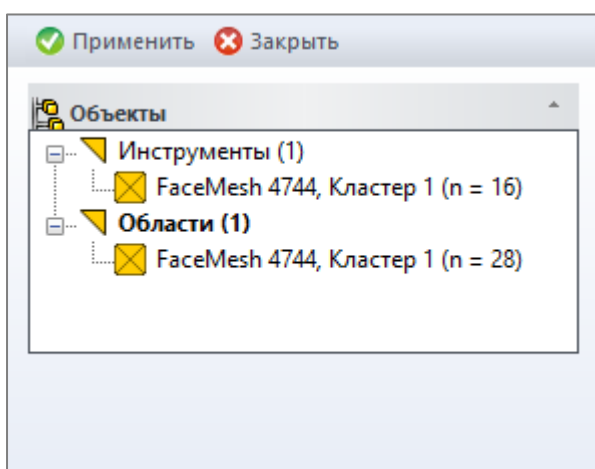 Применить Закрыть
Объекты
Инструменты (1)
FaceMesh 4744, Кластер 1 (n = 16)
Области (1)
FaceMesh 4744, Кластер 1 (n = 28)